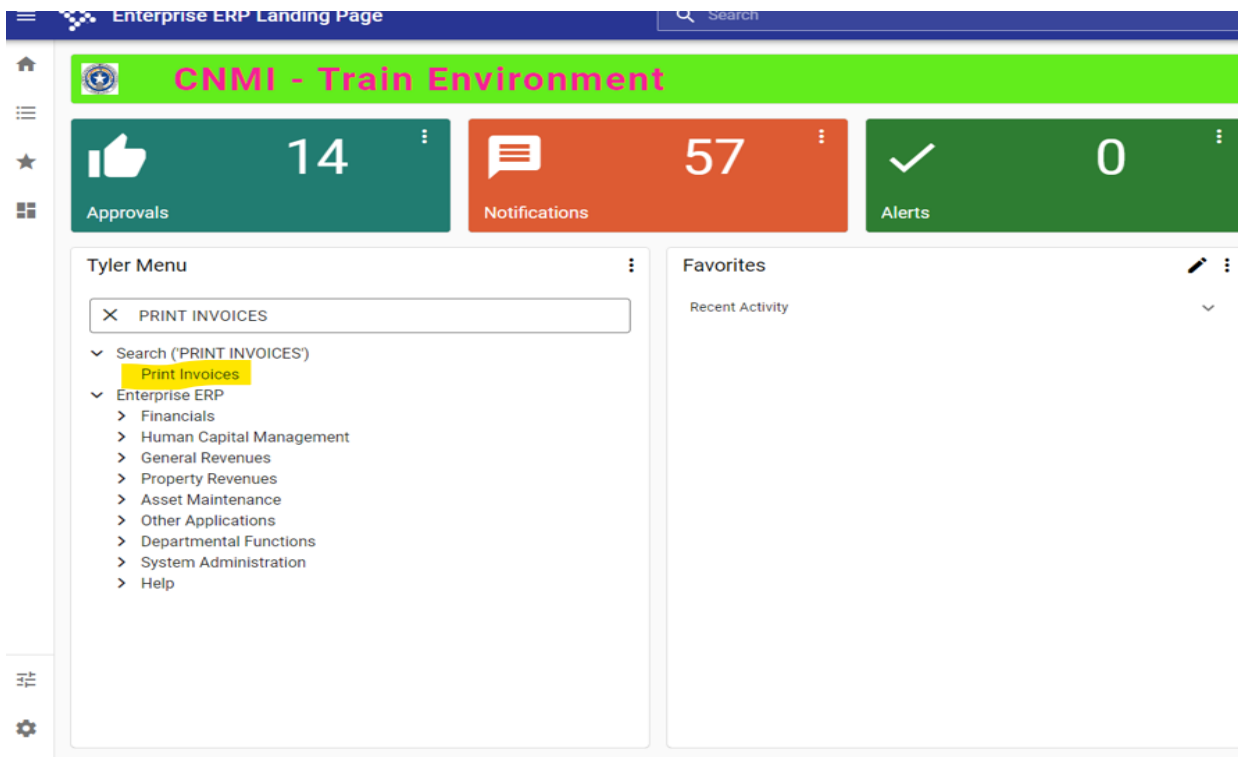 Enterprise ERP Landing Page
Search
CNMI - Train Environment
14
Approvals
57
Notifications
0
Alerts
Tyler Menu
PRINT INVOICES
Search ('PRINT INVOICES')
Print Invoices
Enterprise ERP
Financials
Human Capital Management
General Revenues
Property Revenues
Asset Maintenance
Other Applications
Departmental Functions
System Administration
Help
Favorites
Recent Activity